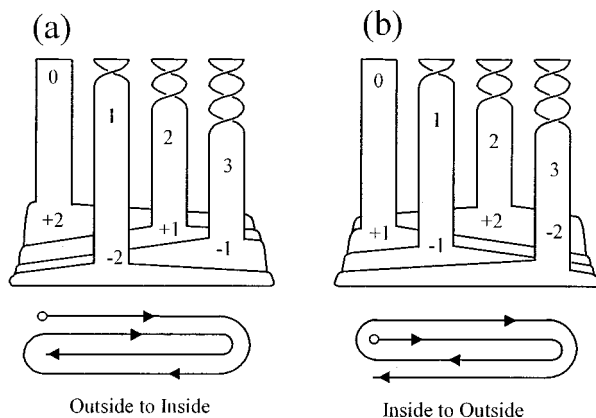 (a)
0 1 2 3
+2 -2 +1 -1
Outside to Inside
(b)
0 1 2 3
+1 -1 +2 -2
Inside to Outside